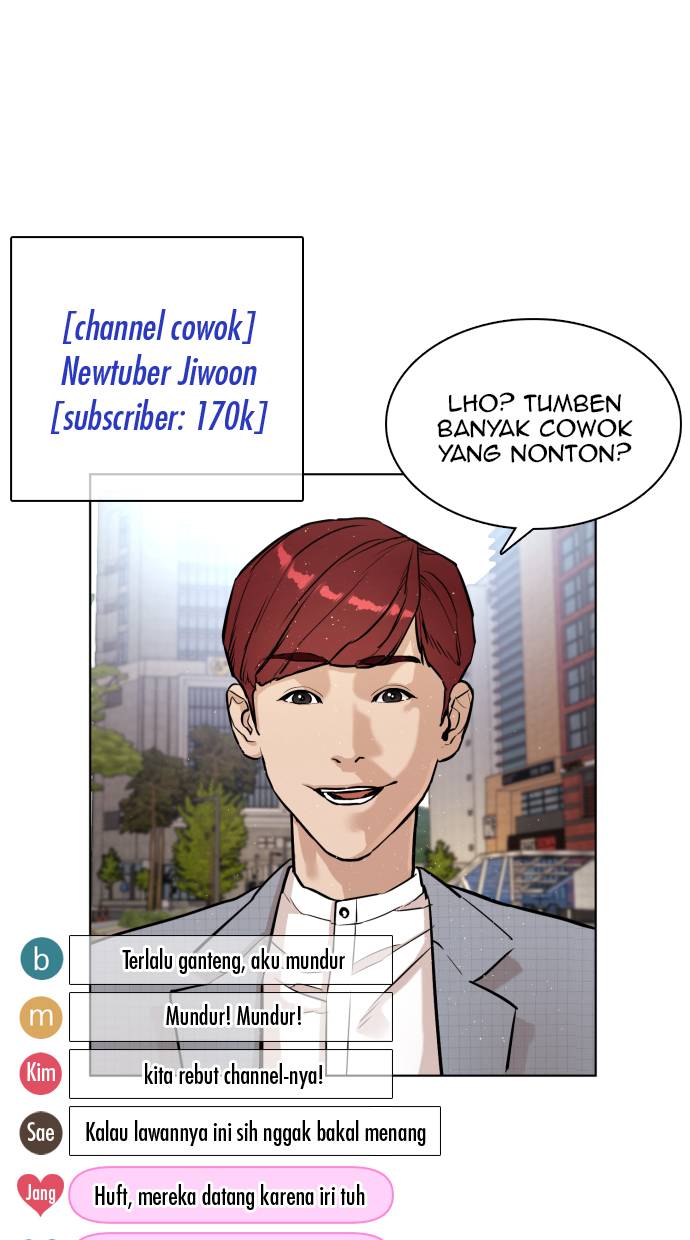 [channel cowok]
Newtuber Jiwoon
[subscriber: 170k]
LHO? TUMBEN
BANYAK COWOK
YANG NONTON?
b Terlalu ganteng, aku mundur
m Mundur! Mundur!
Kim kita rebut channel-nya!
Sae Kalau lawannya ini sih nggak bakal menang
Jang Huft, mereka datang karena iri tuh